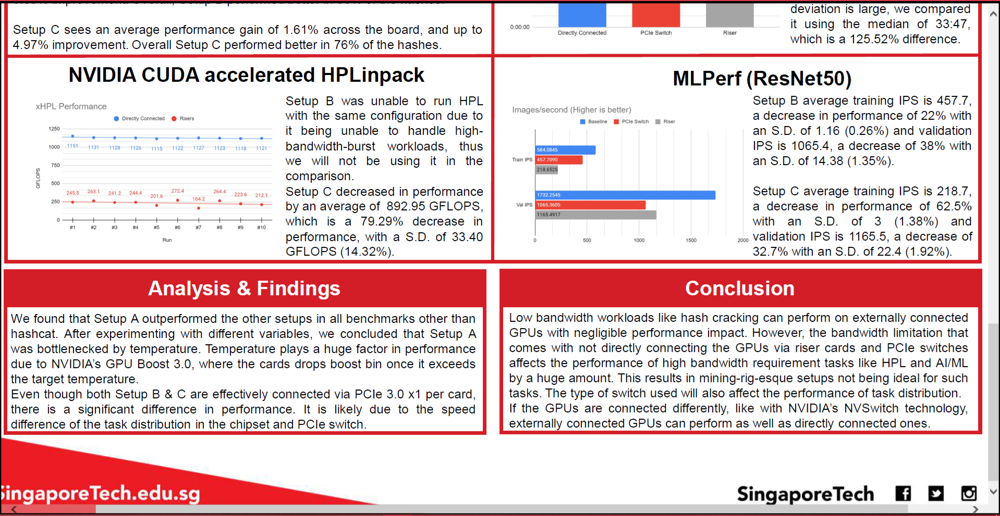 Setup C sees an average performance gain of 1.61% across the board, and up to
4.97% improvement. Overall Setup C performed better in 76% of the hashes.
0:00:00
Directly Connected
PCIe Switch
Riser
deviation is large, we compared
it using the median of 33:47,
which is a 125.52% difference.
NVIDIA CUDA accelerated HPLinpack
xHPL Performance
Directly Connected
Risers
GFLOPS
1250
1000
750
500
250
0
1151 1131 1128 1126 1115 1122 1127 1123 1118 1121
245.5 263.1 241.2 244.4 201.6 272.4 164.2 264.4 223.6 212.1
#1 #2 #3 #4 #5 #6 #7 #8 #9 #10
Run
Setup B was unable to run HPL
with the same configuration due to
it being unable to handle high-
bandwidth-burst workloads, thus
we will not be using it in the
comparison.
Setup C decreased in performance
by an average of 892.95 GFLOPS,
which is a 79.29% decrease in
performance, with a S.D. of 33.40
GFLOPS (14.32%).
MLPerf (ResNet50)
Images/second (Higher is better)
Baseline
PCIe Switch
Riser
Train IPS
584.0845
457.7090
218.6525
Val IPS
1732.2545
1065.3605
1165.4917
0 500 1000 1500 2000
Setup B average training IPS is 457.7,
a decrease in performance of 22% with
an S.D. of 1.16 (0.26%) and validation
IPS is 1065.4, a decrease of 38% with
an S.D. of 14.38 (1.35%).
Setup C average training IPS is 218.7,
a decrease in performance of 62.5%
with an S.D. of 3 (1.38%) and
validation IPS is 1165.5, a decrease of
32.7% with an S.D. of 22.4 (1.92%).
Analysis & Findings
We found that Setup A outperformed the other setups in all benchmarks other than
hashcat. After experimenting with different variables, we concluded that Setup A
was bottlenecked by temperature. Temperature plays a huge factor in performance
due to NVIDIA's GPU Boost 3.0, where the cards drops boost bin once it exceeds
the target temperature.
Even though both Setup B & C are effectively connected via PCIe 3.0 x1 per card,
there is a significant difference in performance. It is likely due to the speed
difference of the task distribution in the chipset and PCIe switch.
Conclusion
Low bandwidth workloads like hash cracking can perform on externally connected
GPUs with negligible performance impact. However, the bandwidth limitation that
comes with not directly connecting the GPUs via riser cards and PCIe switches
affects the performance of high bandwidth requirement tasks like HPL and AI/ML
by a huge amount. This results in mining-rig-esque setups not being ideal for such
tasks. The type of switch used will also affect the performance of task distribution.
If the GPUs are connected differently, like with NVIDIA's NVSwitch technology,
externally connected GPUs can perform as well as directly connected ones.
SingaporeTech.edu.sg
SingaporeTech